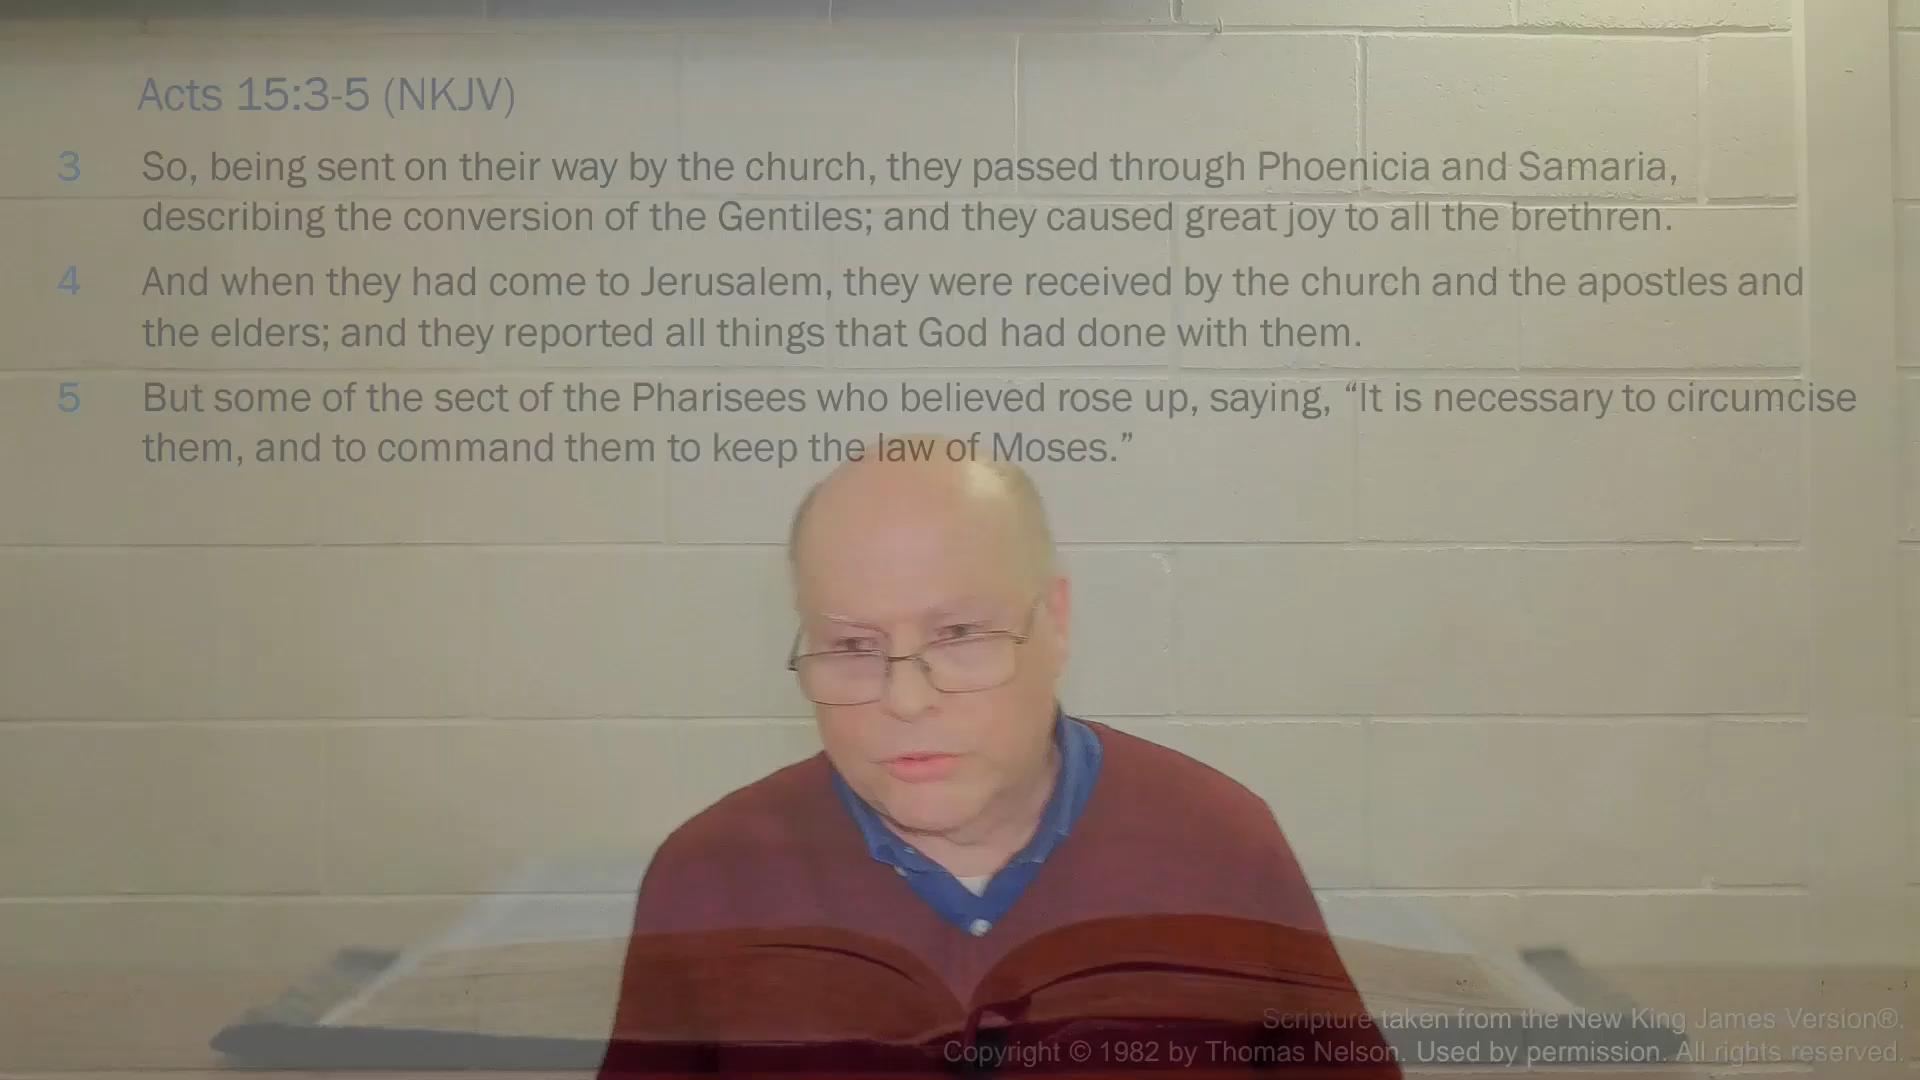 Acts 15:3-5 (NKJV)
3 So, being sent on their way by the church, they passed through Phoenicia and Samaria,
describing the conversion of the Gentiles; and they caused great joy to all the brethren.
4 And when they had come to Jerusalem, they were received by the church and the apostles and
the elders; and they reported all things that God had done with them.
5 But some of the sect of the Pharisees who believed rose up, saying, “It is necessary to circumcise
them, and to command them to keep the law of Moses.”
Scripture taken from the New King James Version®.
Copyright © 1982 by Thomas Nelson. Used by permission. All rights reserved.